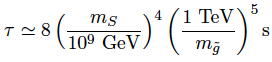 τ ≃ 8 (m_S / 10^9 GeV)^4 (1 TeV / m_g̃)^5 s